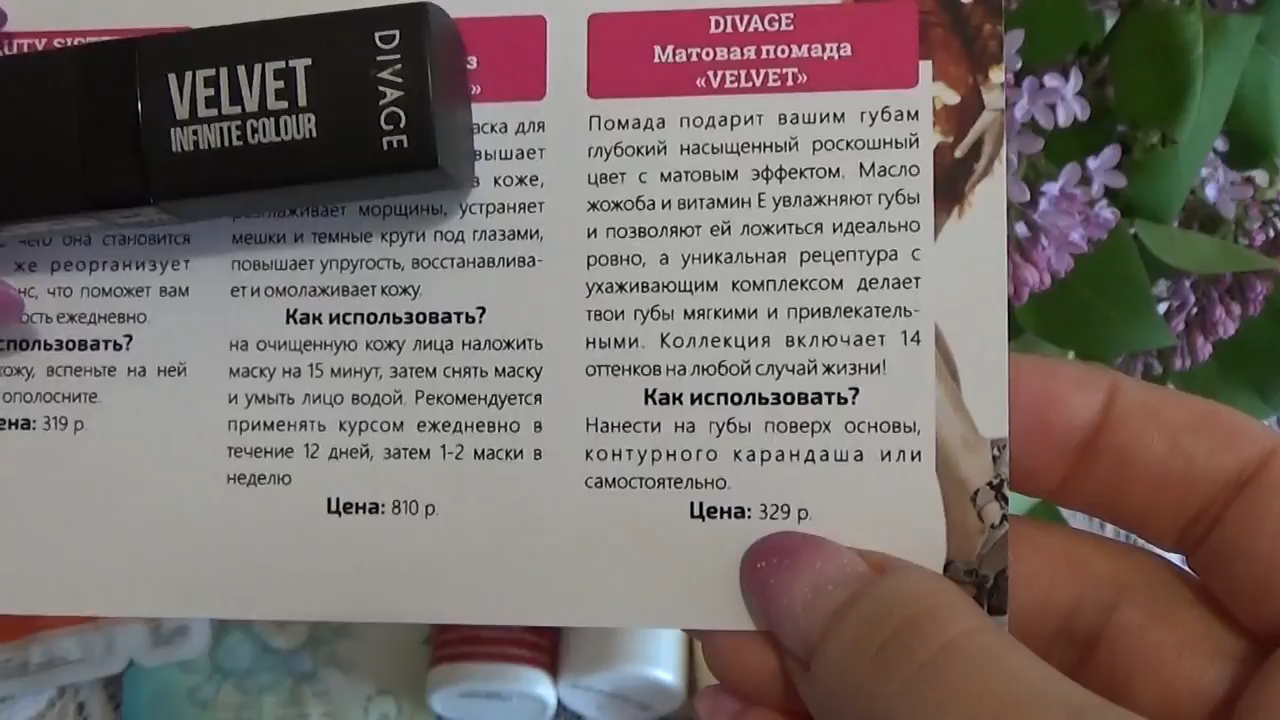 VELVET
INFINITE COLOUR
DIVAGE
чего она становится
же реорганизует
нс, что поможет вам
ость ежедневно.
спользовать?
кожу, вспеньте на ней
ополосните.
ена: 319 р.
з
»
аска для
вышает
в коже,
разглаживает морщины, устраняет
мешки и темные круги под глазами,
повышает упругость, восстанавлива-
ет и омолаживает кожу.
Как использовать?
на очищенную кожу лица наложить
маску на 15 минут, затем снять маску
и умыть лицо водой. Рекомендуется
применять курсом ежедневно в
течение 12 дней, затем 1-2 маски в
неделю
Цена: 810 р.
DIVAGE
Матовая помада
«VELVET»
Помада подарит вашим губам
глубокий насыщенный роскошный
цвет с матовым эффектом. Масло
жожоба и витамин Е увлажняют губы
и позволяют ей ложиться идеально
ровно, а уникальная рецептура с
ухаживающим комплексом делает
твои губы мягкими и привлекатель-
ными. Коллекция включает 14
оттенков на любой случай жизни!
Как использовать?
Нанести на губы поверх основы,
контурного карандаша или
самостоятельно.
Цена: 329 р.